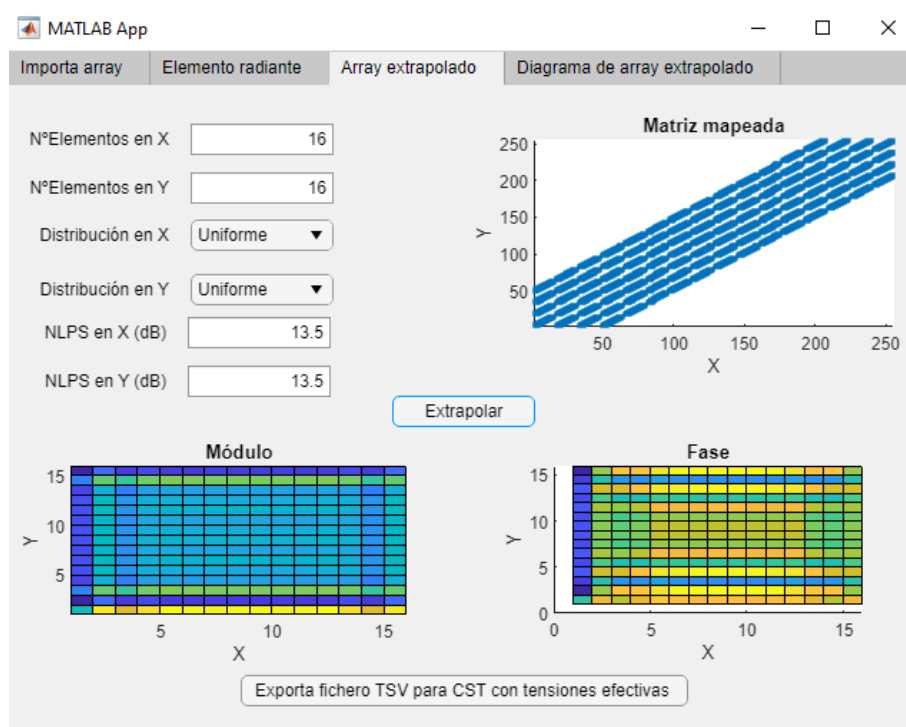 MATLAB App
Importa array
Elemento radiante
Array extrapolado
Diagrama de array extrapolado
NºElementos en X
16
NºElementos en Y
16
Distribución en X
Uniforme
Distribución en Y
Uniforme
NLPS en X (dB)
13.5
NLPS en Y (dB)
13.5
Matriz mapeada
250
200
150
100
50
Y
50 100 150 200 250
X
Extrapolar
Módulo
15
10
5
Y
5 10 15
X
Fase
15
10
5
0
Y
0 5 10 15
X
Exporta fichero TSV para CST con tensiones efectivas